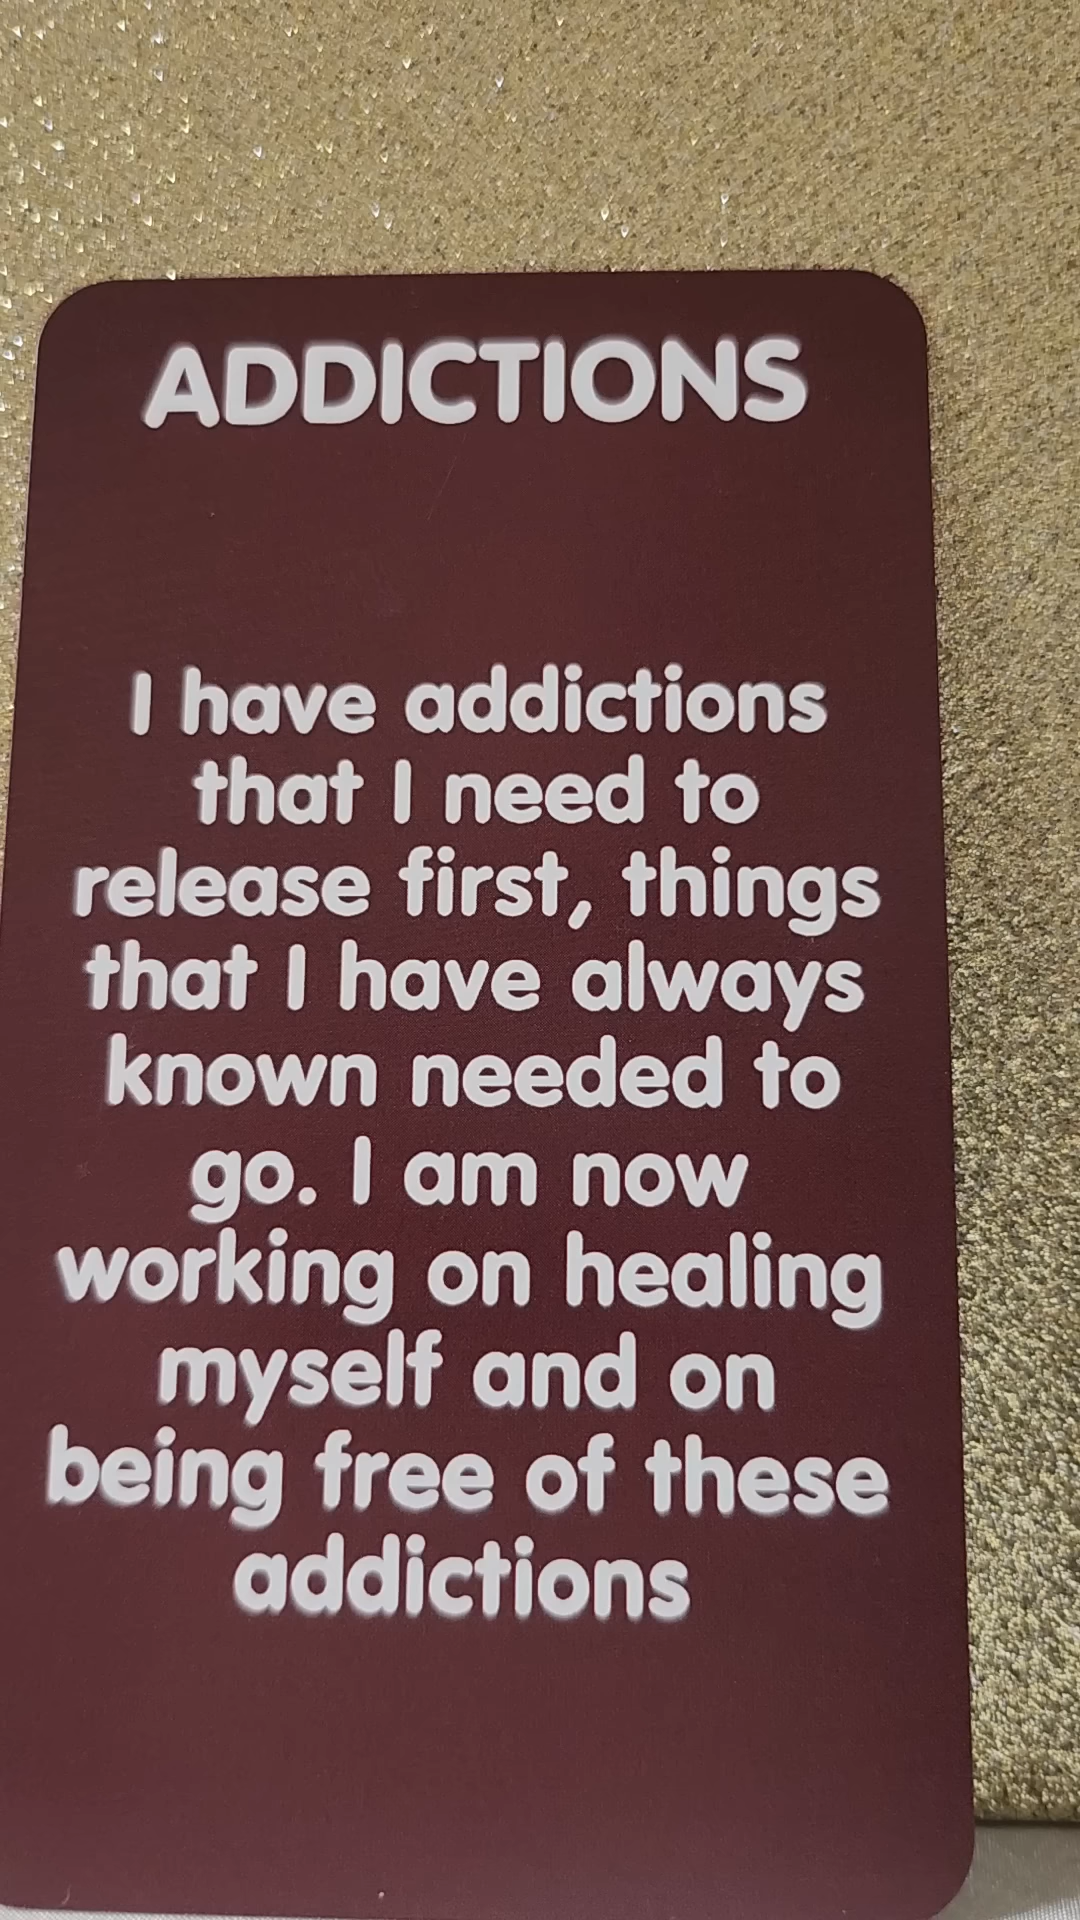 ADDICTIONS
I have addictions
that I need to
release first, things
that I have always
known needed to
go. I am now
working on healing
myself and on
being free of these
addictions